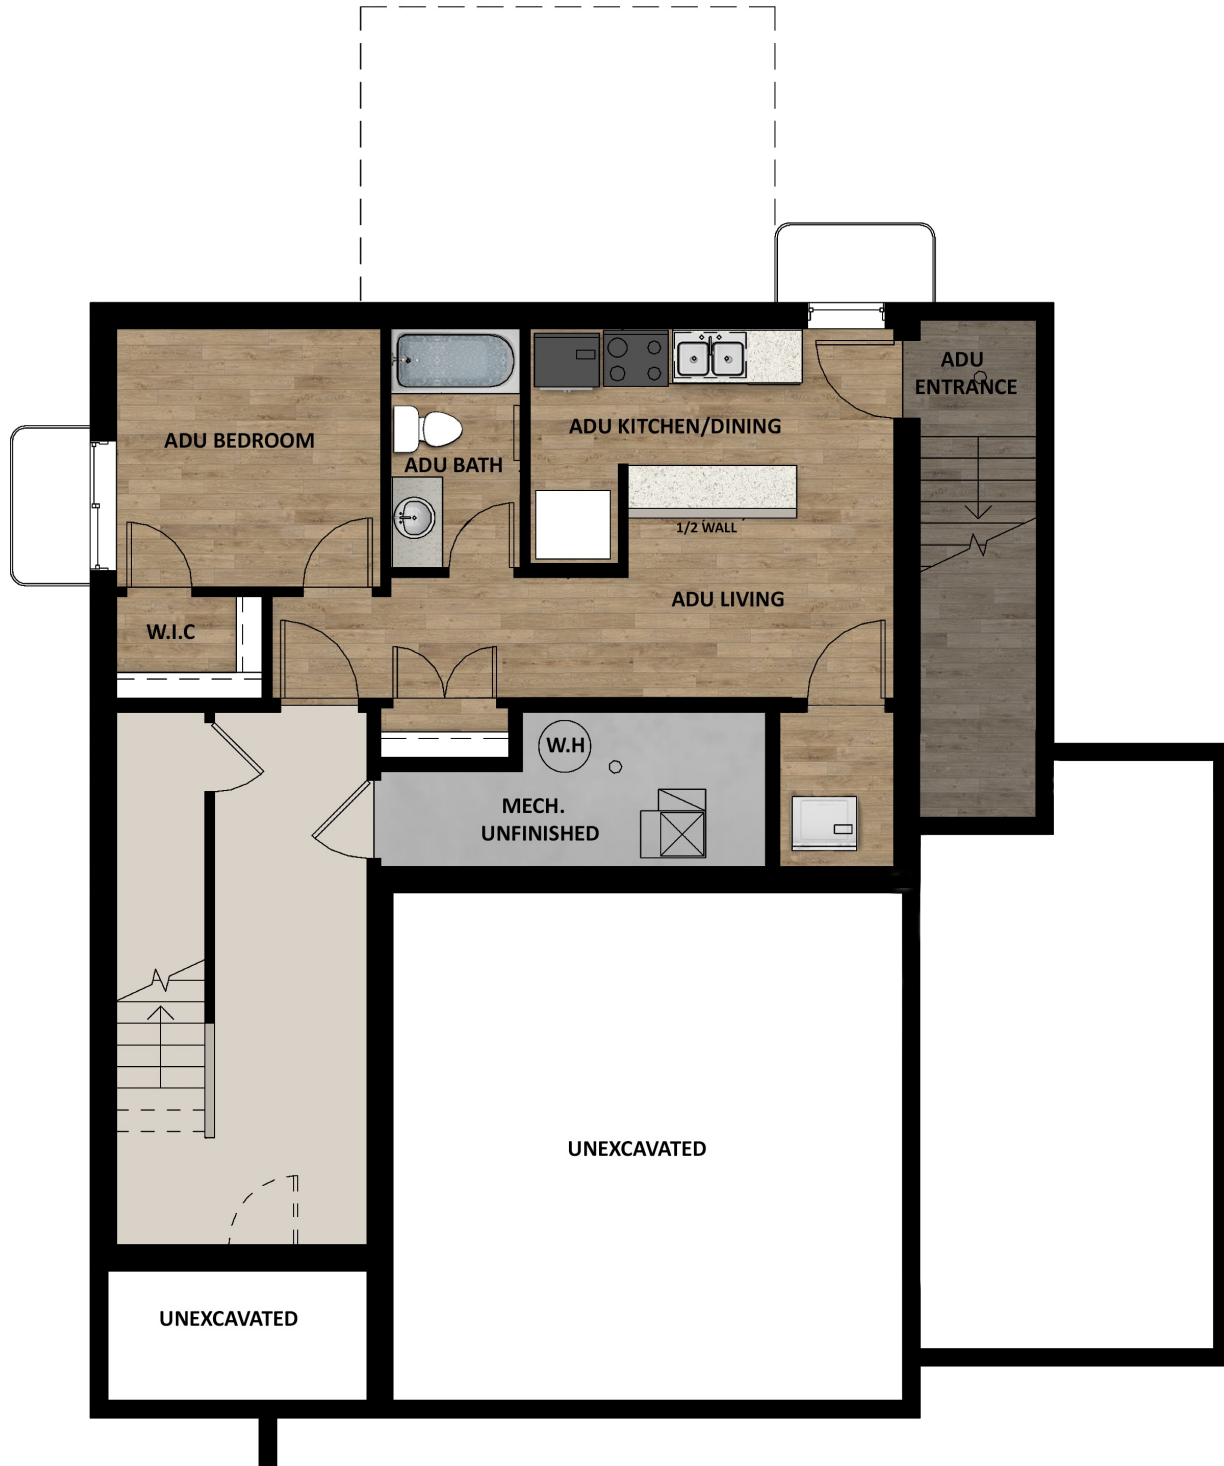 ADU
ENTRANCE
ADU KITCHEN/DINING
ADU BEDROOM
ADU BATH
1/2 WALL
ADU LIVING
W.I.C
W.H
MECH.
UNFINISHED
UNEXCAVATED
UNEXCAVATED